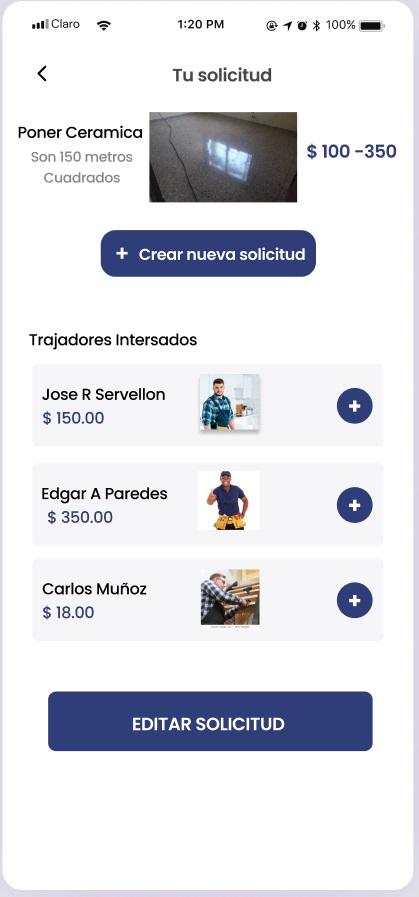 Claro 1:20 PM 100%
Tu solicitud
Poner Ceramica
Son 150 metros
Cuadrados
$ 100 -350
+ Crear nueva solicitud
Trajadores Intersados
Jose R Servellon
$ 150.00
Edgar A Paredes
$ 350.00
Carlos Muñoz
$ 18.00
EDITAR SOLICITUD